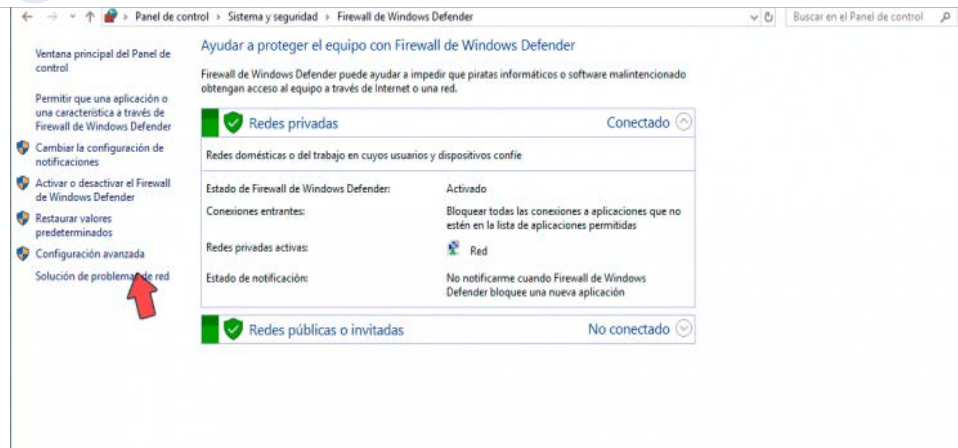 Panel de control › Sistema y seguridad › Firewall de Windows Defender
Buscar en el Panel de control
Ventana principal del Panel de
control
Permitir que una aplicación o
una característica a través de
Firewall de Windows Defender
Cambiar la configuración de
notificaciones
Activar o desactivar el Firewall
de Windows Defender
Restaurar valores
predeterminados
Configuración avanzada
Solución de problemas de red
Ayudar a proteger el equipo con Firewall de Windows Defender
Firewall de Windows Defender puede ayudar a impedir que piratas informáticos o software malintencionado
obtengan acceso al equipo a través de Internet o una red.
Redes privadas Conectado
Redes domésticas o del trabajo en cuyos usuarios y dispositivos confíe
Estado de Firewall de Windows Defender: Activado
Conexiones entrantes: Bloquear todas las conexiones a aplicaciones que no
estén en la lista de aplicaciones permitidas
Redes privadas activas: Red
Estado de notificación: No notificarme cuando Firewall de Windows
Defender bloquee una nueva aplicación
Redes públicas o invitadas No conectado